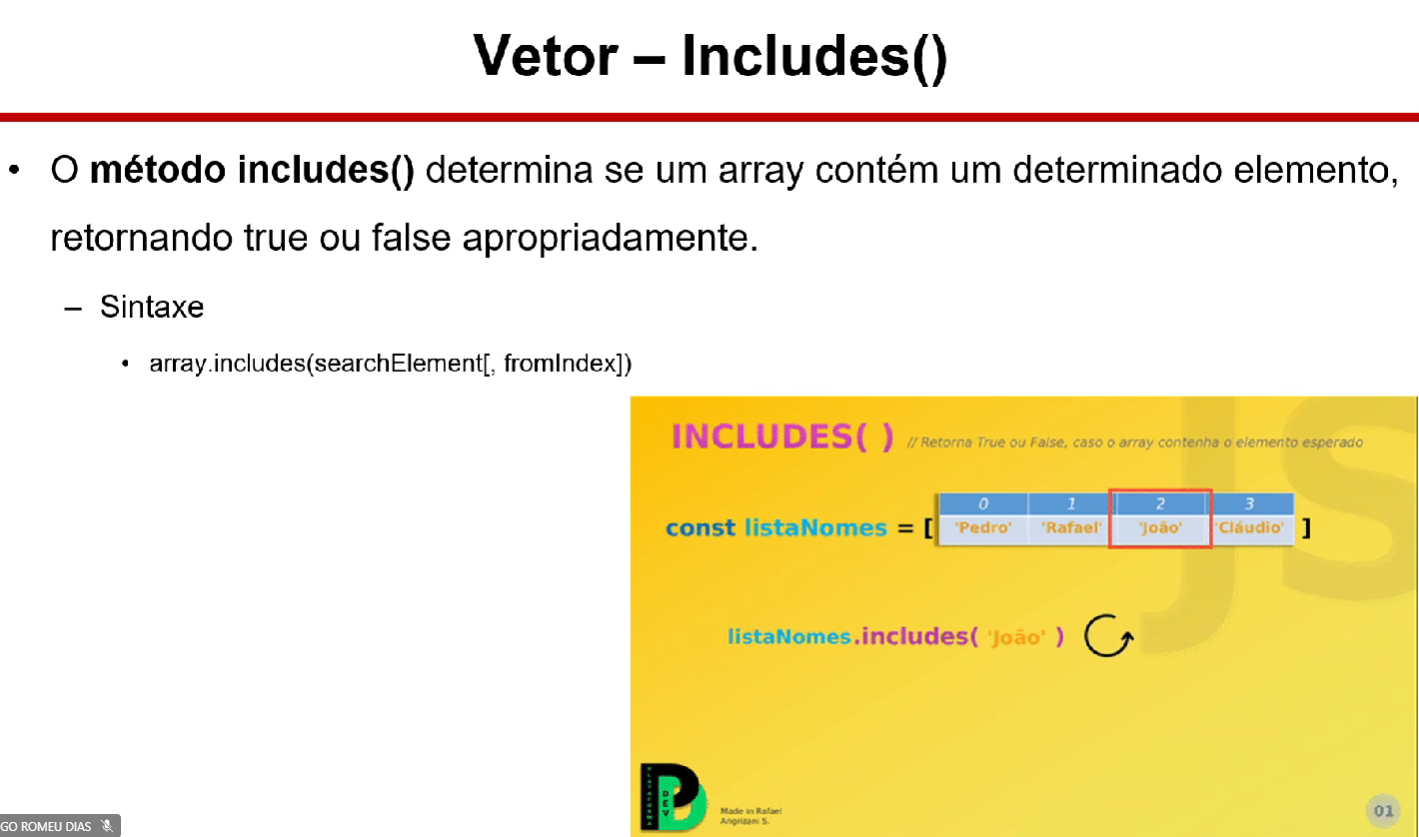 Vetor – Includes()
• O método includes() determina se um array contém um determinado elemento,
retornando true ou false apropriadamente.
– Sintaxe
• array.includes(searchElement[, fromIndex])
JS
INCLUDES( ) // Retorna True ou False, caso o array contenha o elemento esperado
0 1 2 3
const listaNomes = [ 'Pedro' 'Rafael' 'João' 'Cláudio' ]
listaNomes.includes( 'João' )
PLATAFORMA
DEV
Made in Rafael
Angrizani S.
01
GO ROMEU DIAS